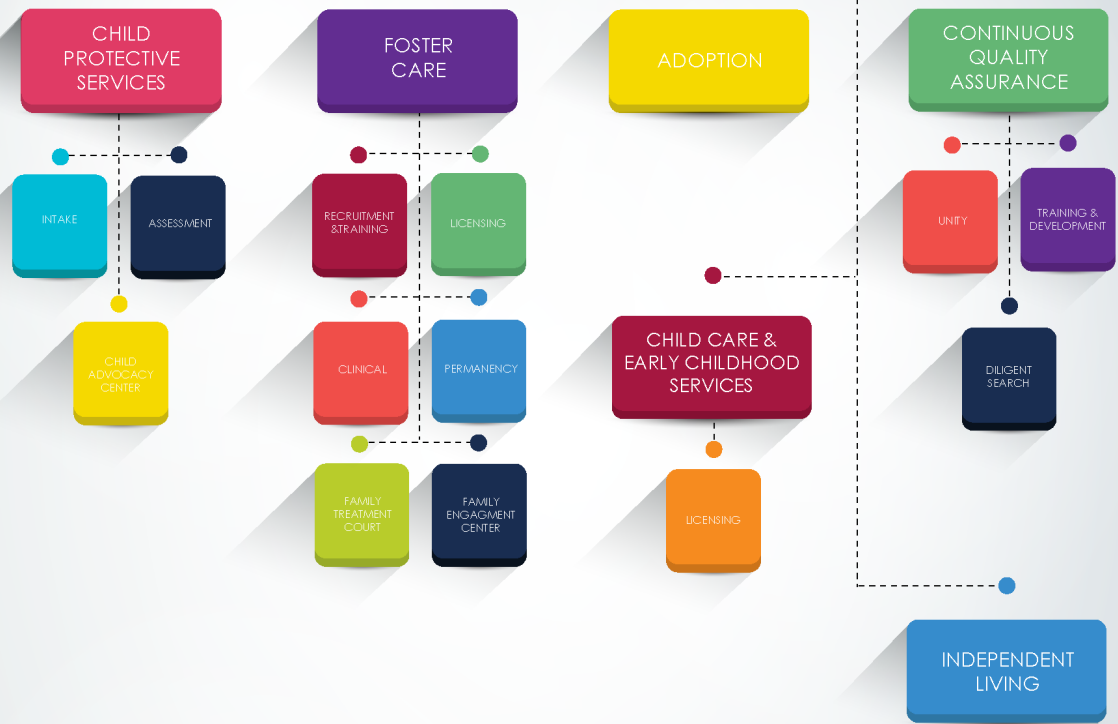 CHILD
PROTECTIVE
SERVICES
FOSTER
CARE
ADOPTION
CONTINUOUS
QUALITY
ASSURANCE
INTAKE
ASSESSMENT
RECRUITMENT
&TRAINING
LICENSING
UNITY
TRAINING &
DEVELOPMENT
CHILD
ADVOCACY
CENTER
CLINICAL
PERMANENCY
CHILD CARE &
EARLY CHILDHOOD
SERVICES
DILIGENT
SEARCH
FAMILY
TREATMENT
COURT
FAMILY
ENGAGMENT
CENTER
LICENSING
INDEPENDENT
LIVING